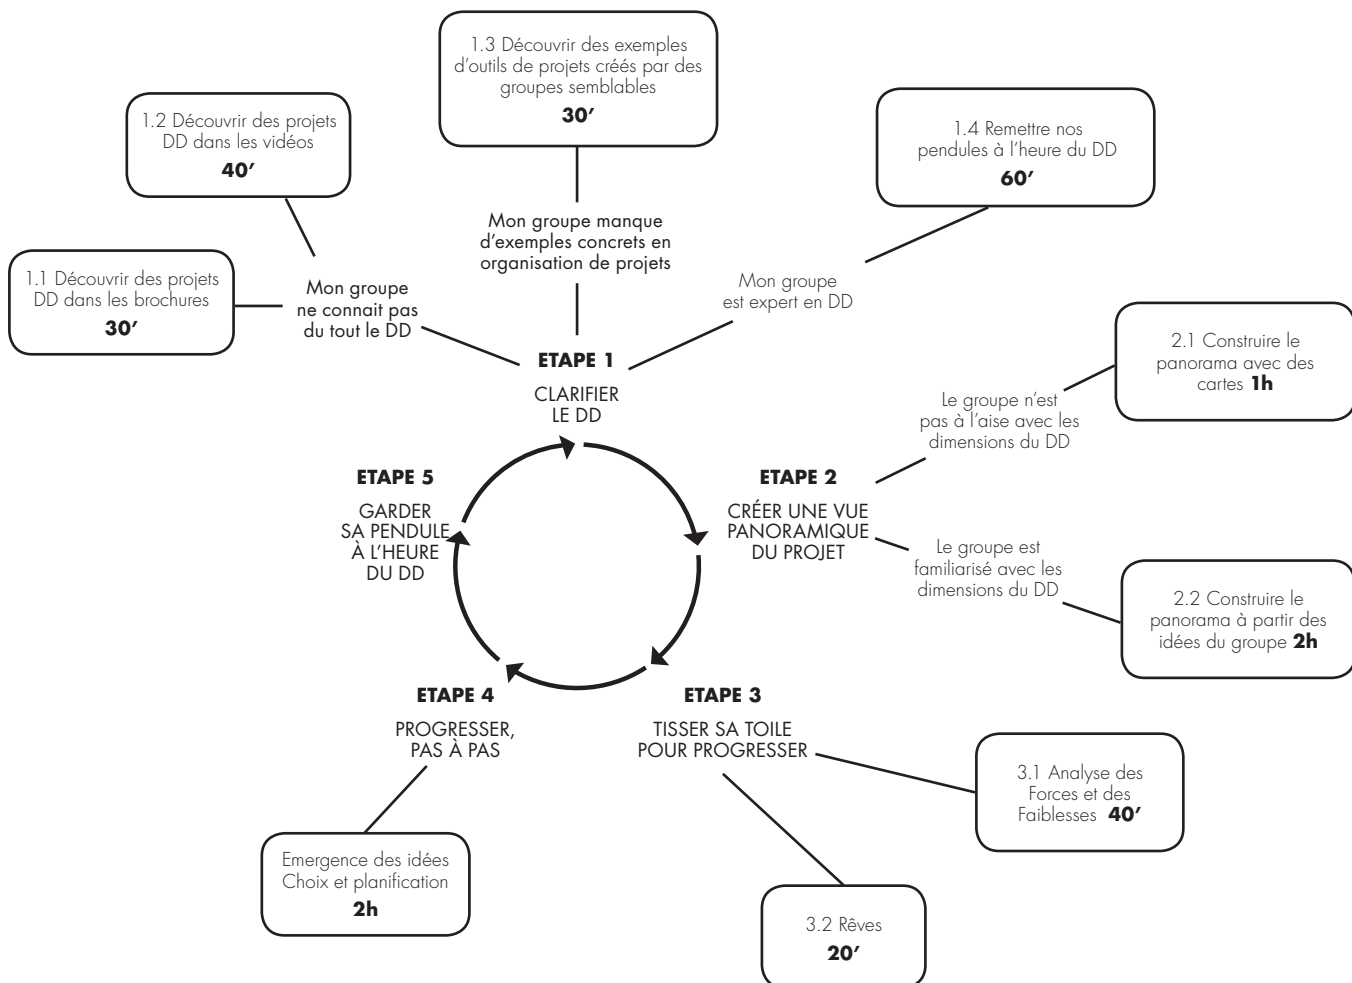 1.3 Découvrir des exemples
d'outils de projets créés par des
groupes semblables
30’
1.2 Découvrir des projets
DD dans les vidéos
40’
1.4 Remettre nos
pendules à l'heure du DD
60’
Mon groupe manque
d'exemples concrets en
organisation de projets
1.1 Découvrir des projets
DD dans les brochures
30’
Mon groupe
ne connait pas
du tout le DD
Mon groupe
est expert en DD
ETAPE 1
CLARIFIER
LE DD
2.1 Construire le
panorama avec des
cartes 1h
Le groupe n'est
pas à l'aise avec les
dimensions du DD
ETAPE 5
GARDER
SA PENDULE
À L'HEURE
DU DD
ETAPE 2
CRÉER UNE VUE
PANORAMIQUE
DU PROJET
Le groupe est
familiarisé avec les
dimensions du DD
2.2 Construire le
panorama à partir des
idées du groupe 2h
ETAPE 4
PROGRESSER,
PAS À PAS
ETAPE 3
TISSER SA TOILE
POUR PROGRESSER
3.1 Analyse des
Forces et des
Faiblesses 40’
Emergence des idées
Choix et planification
2h
3.2 Rêves
20’